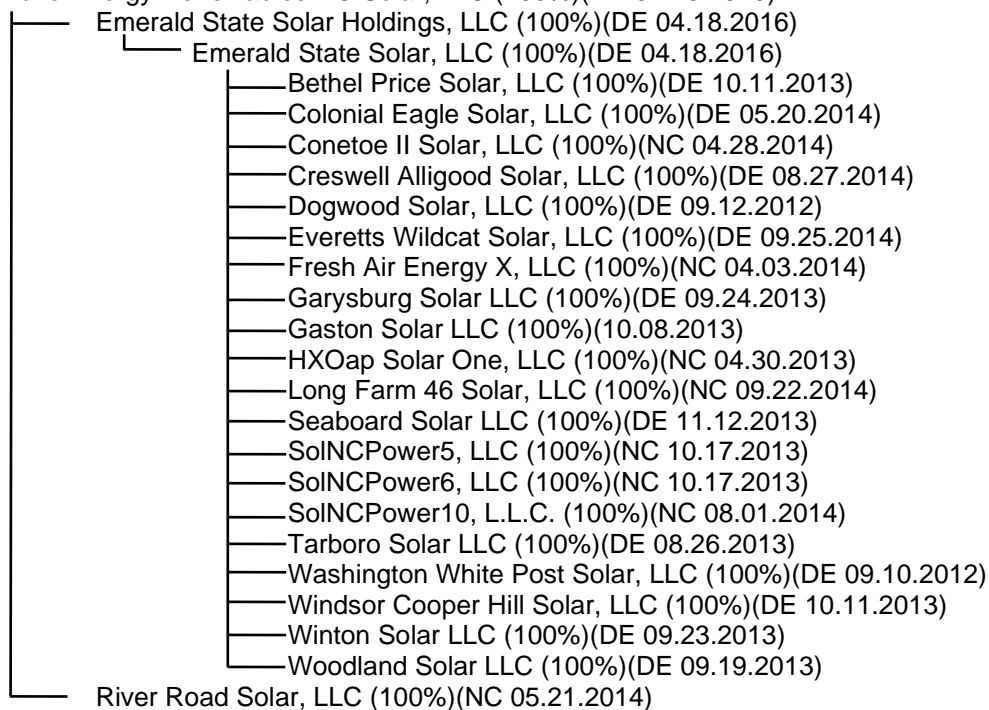 Emerald State Solar Holdings, LLC (100%)(DE 04.18.2016)
Emerald State Solar, LLC (100%)(DE 04.18.2016)
Bethel Price Solar, LLC (100%)(DE 10.11.2013)
Colonial Eagle Solar, LLC (100%)(DE 05.20.2014)
Conetoe II Solar, LLC (100%)(NC 04.28.2014)
Creswell Alligood Solar, LLC (100%)(DE 08.27.2014)
Dogwood Solar, LLC (100%)(DE 09.12.2012)
Everetts Wildcat Solar, LLC (100%)(DE 09.25.2014)
Fresh Air Energy X, LLC (100%)(NC 04.03.2014)
Garysburg Solar LLC (100%)(DE 09.24.2013)
Gaston Solar LLC (100%)(10.08.2013)
HXOap Solar One, LLC (100%)(NC 04.30.2013)
Long Farm 46 Solar, LLC (100%)(NC 09.22.2014)
Seaboard Solar LLC (100%)(DE 11.12.2013)
SolNCPower5, LLC (100%)(NC 10.17.2013)
SolNCPower6, LLC (100%)(NC 10.17.2013)
SolNCPower10, L.L.C. (100%)(NC 08.01.2014)
Tarboro Solar LLC (100%)(DE 08.26.2013)
Washington White Post Solar, LLC (100%)(DE 09.10.2012)
Windsor Cooper Hill Solar, LLC (100%)(DE 10.11.2013)
Winton Solar LLC (100%)(DE 09.23.2013)
Woodland Solar LLC (100%)(DE 09.19.2013)
River Road Solar, LLC (100%)(NC 05.21.2014)